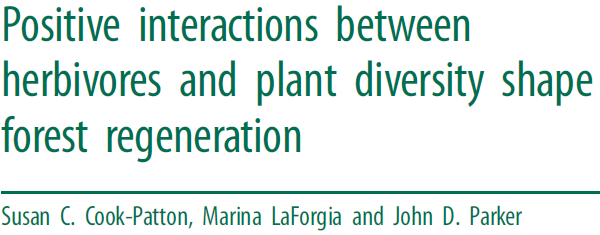 Positive interactions between
herbivores and plant diversity shape
forest regeneration
Susan C. Cook-Patton, Marina LaForgia and John D. Parker